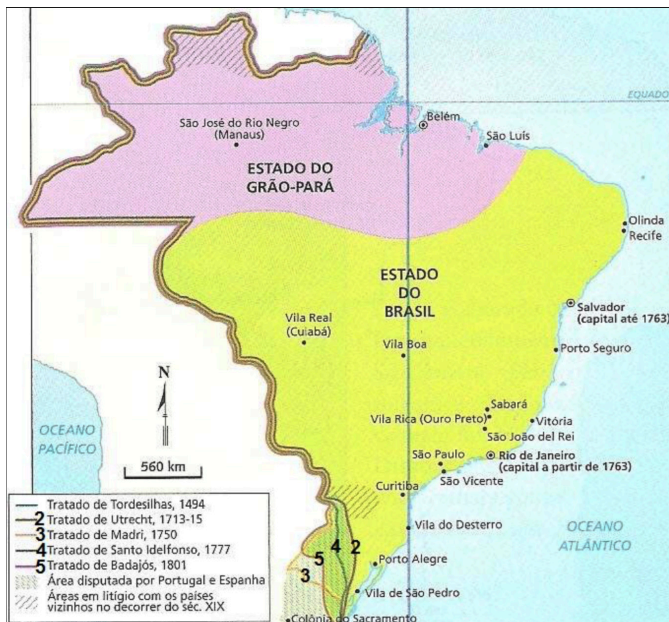 EQUADOR
São José do Rio Negro
(Manaus)
Belém
São Luís
ESTADO DO
GRÃO-PARÁ
Olinda
Recife
ESTADO
DO
BRASIL
Salvador
(capital até 1763)
Vila Real
(Cuiabá)
Vila Boa
Porto Seguro
N
Sabará
Vila Rica (Ouro Preto)
Vitória
São João del Rei
OCEANO
PACÍFICO
560 km
São Paulo
Rio de Janeiro
(capital a partir de 1763)
São Vicente
Curitiba
Tratado de Tordesilhas, 1494
2 Tratado de Utrecht, 1713-15
3 Tratado de Madri, 1750
4 Tratado de Santo Idelfonso, 1777
5 Tratado de Badajós, 1801
Área disputada por Portugal e Espanha
Áreas em litígio com os países
vizinhos no decorrer do séc. XIX
Vila do Desterro
OCEANO
ATLÂNTICO
5 4 2
3
Porto Alegre
Vila de São Pedro
Colônia do Sacramento